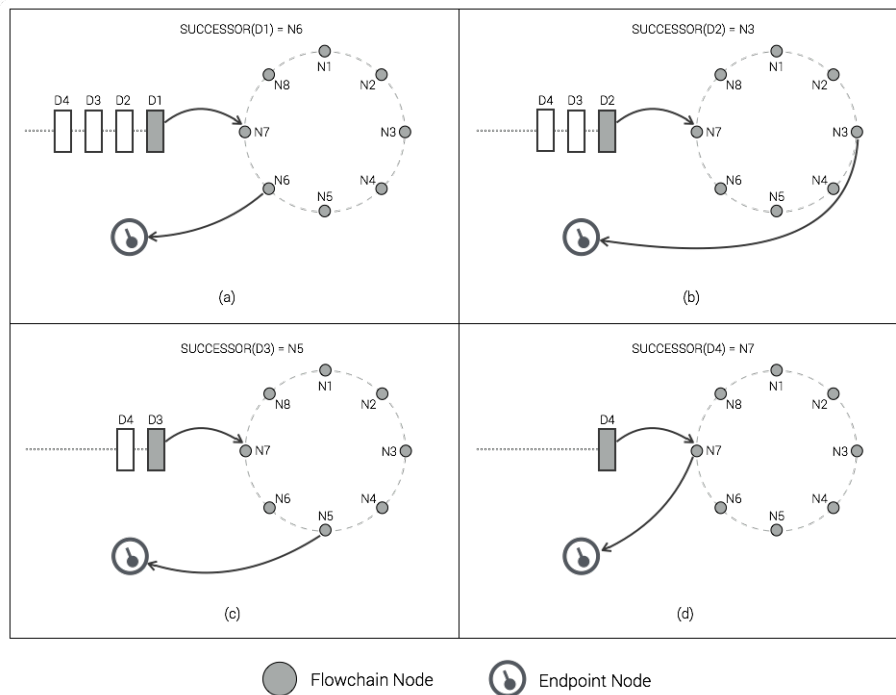 SUCCESSOR(D1) = N6
N1
N8
N2
D4 D3 D2 D1
N7
N3
N6
N4
N5
(a)
SUCCESSOR(D2) = N3
N1
N8
N2
D4 D3 D2
N7
N3
N6
N4
N5
(b)
SUCCESSOR(D3) = N5
N1
N8
N2
D4 D3
N7
N3
N6
N4
N5
(c)
SUCCESSOR(D4) = N7
N1
N8
N2
D4
N7
N3
N6
N4
N5
(d)
Flowchain Node
Endpoint Node